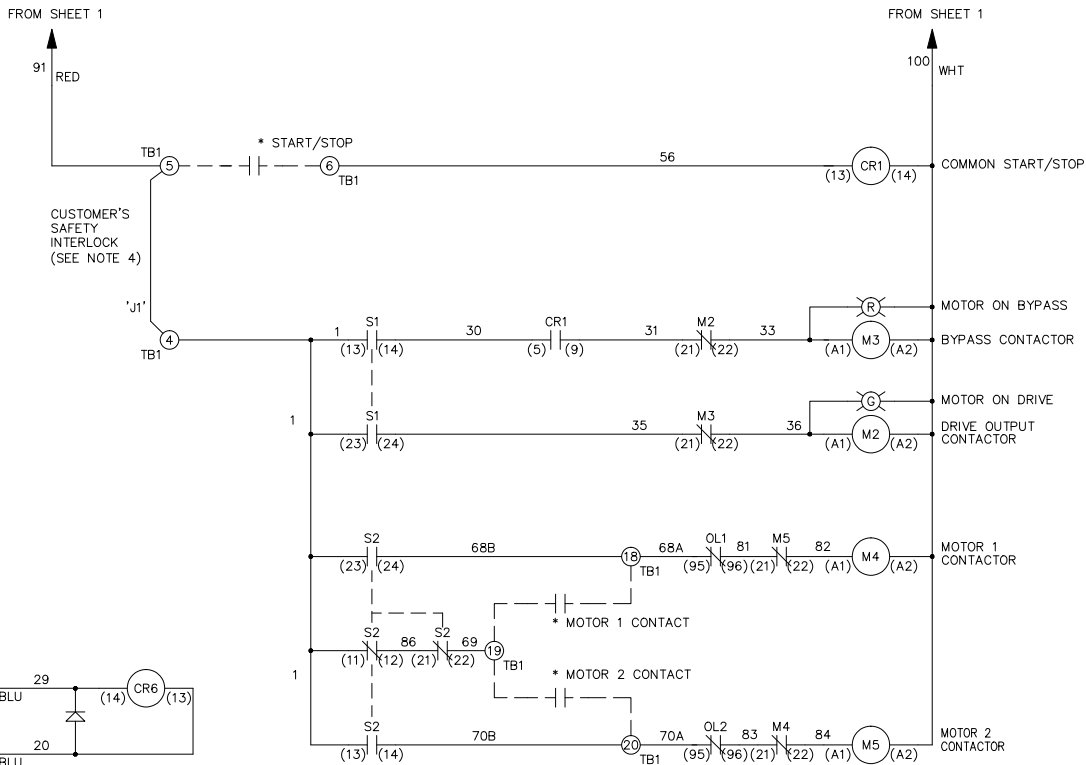 FROM SHEET 1
FROM SHEET 1
91
RED
100
WHT
* START/STOP
TB1
5
6
TB1
56
(13)
CR1
(14)
COMMON START/STOP
CUSTOMER'S
SAFETY
INTERLOCK
(SEE NOTE 4)
'J1'
4
TB1
1
S1
(13)
(14)
30
CR1
(5)
(9)
31
M2
(21)
(22)
33
R
MOTOR ON BYPASS
(A1)
M3
(A2)
BYPASS CONTACTOR
1
S1
(23)
(24)
35
M3
(21)
(22)
36
G
MOTOR ON DRIVE
(A1)
M2
(A2)
DRIVE OUTPUT
CONTACTOR
S2
(23)
(24)
68B
18
TB1
68A
OL1
(95)
(96)
81
M5
(21)
(22)
82
(A1)
M4
(A2)
MOTOR 1
CONTACTOR
* MOTOR 1 CONTACT
S2
(11)
(12)
86
S2
(21)
(22)
69
19
TB1
* MOTOR 2 CONTACT
1
S2
(13)
(14)
70B
20
TB1
70A
OL2
(95)
(96)
83
M4
(21)
(22)
84
(A1)
M5
(A2)
MOTOR 2
CONTACTOR
29
BLU
(14)
CR6
(13)
20
BLU